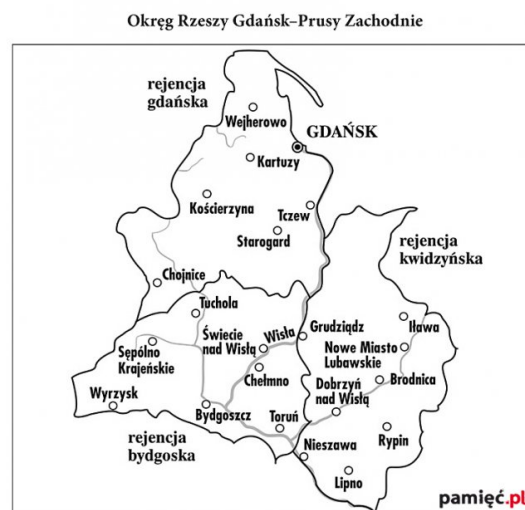 Okręg Rzeszy Gdańsk–Prusy Zachodnie
rejencja
gdańska
Wejherowo
GDAŃSK
Kartuzy
Kościerzyna
Tczew
Starogard
rejencja
kwidzyńska
Chojnice
Tuchola
Świecie
nad Wisłą
Wisła
Grudziądz
Iława
Nowe Miasto
Lubawskie
Sępólno
Krajeńskie
Chełmno
Brodnica
Dobrzyń
nad Wisłą
Wyrzysk
Bydgoszcz
Toruń
Rypin
rejencja
bydgoska
Nieszawa
Lipno
pamięć.pl